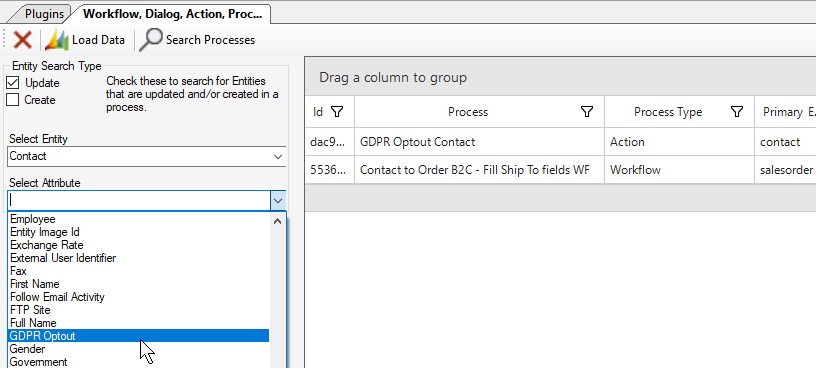 Plugins
Workflow, Dialog, Action, Proc...
Load Data
Search Processes
Entity Search Type
Update
Create
Check these to search for Entities
that are updated and/or created in a
process.
Select Entity
Contact
Select Attribute
Employee
Entity Image Id
Exchange Rate
External User Identifier
Fax
First Name
Follow Email Activity
FTP Site
Full Name
GDPR Optout
Gender
Government
Drag a column to group
Id Process Process Type Primary E.
dac9... GDPR Optout Contact Action contact
5536... Contact to Order B2C - Fill Ship To fields WF Workflow salesorder